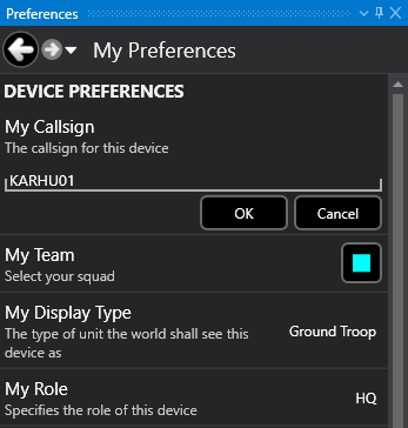 Preferences
My Preferences
DEVICE PREFERENCES
My Callsign
The callsign for this device
KARHU01
OK Cancel
My Team
Select your squad
My Display Type
The type of unit the world shall see this
device as
Ground Troop
My Role
Specifies the role of this device
HQ